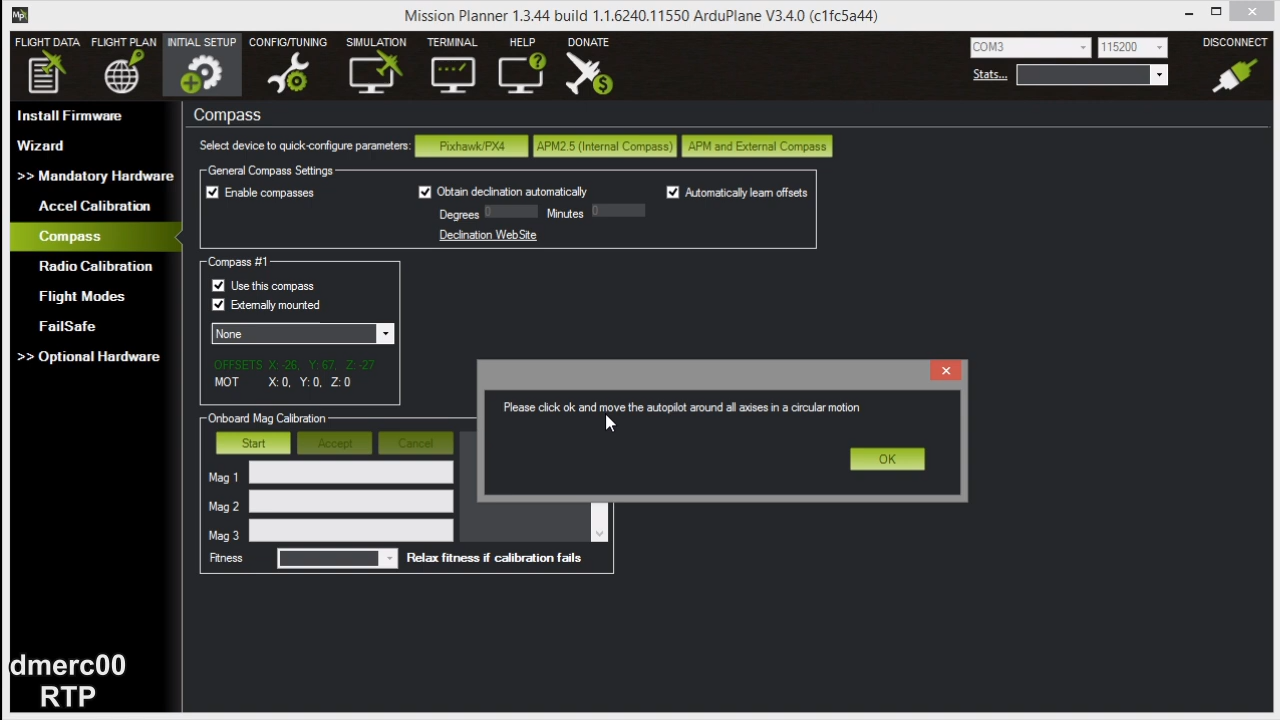 Mp
Mission Planner 1.3.44 build 1.1.6240.11550 ArduPlane V3.4.0 (c1fc5a44)
FLIGHT DATA FLIGHT PLAN INITIAL SETUP CONFIG/TUNING SIMULATION TERMINAL HELP DONATE
COM3 115200 DISCONNECT
Stats...
Install Firmware
Wizard
>> Mandatory Hardware
Accel Calibration
Compass
Radio Calibration
Flight Modes
FailSafe
>> Optional Hardware
Compass
Select device to quick-configure parameters: Pixhawk/PX4 APM2.5 (Internal Compass) APM and External Compass
General Compass Settings
Enable compasses Obtain declination automatically Automatically learn offsets
Degrees 0 Minutes 0
Declination WebSite
Compass #1
Use this compass
Externally mounted
None
OFFSETS X: -26, Y: 67, Z: -27
MOT X: 0, Y: 0, Z: 0
Onboard Mag Calibration
Start Accept Cancel
Mag 1
Mag 2
Mag 3
Fitness Relax fitness if calibration fails
Please click ok and move the autopilot around all axises in a circular motion
OK
dmerc00
RTP